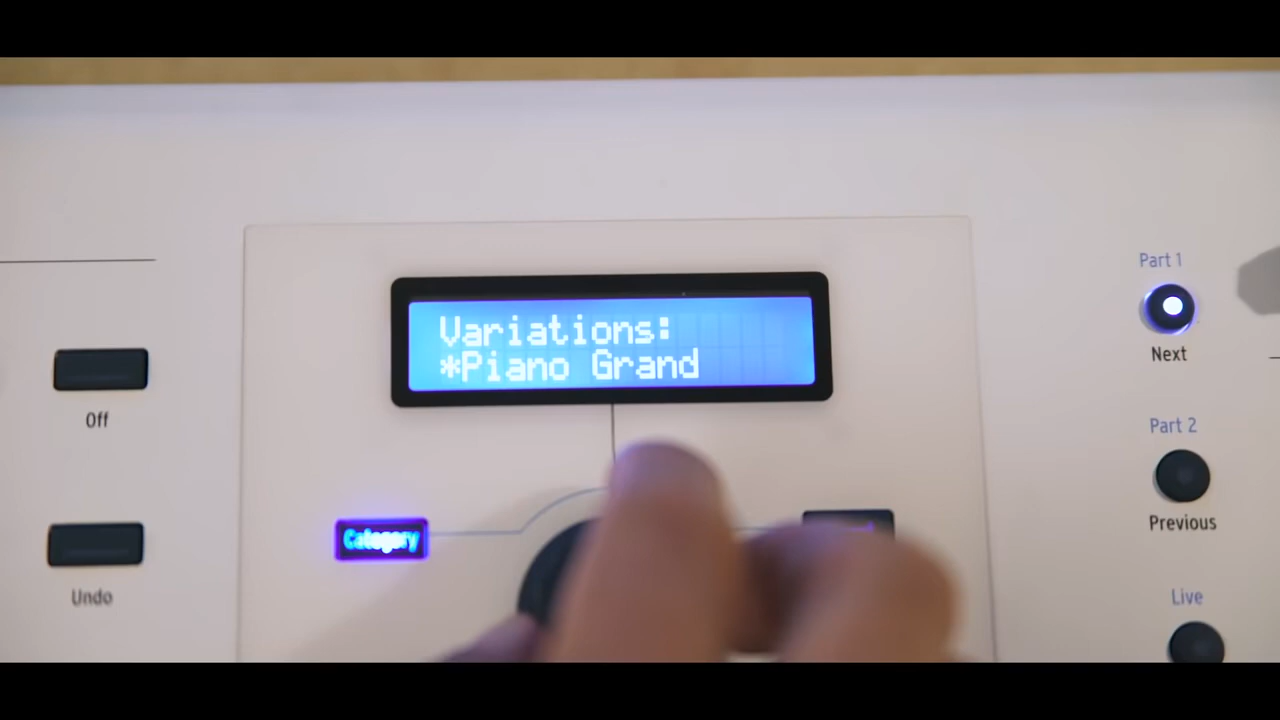 Variations:
*Piano Grand
Category
Off
Undo
Part 1
Next
Part 2
Previous
Live